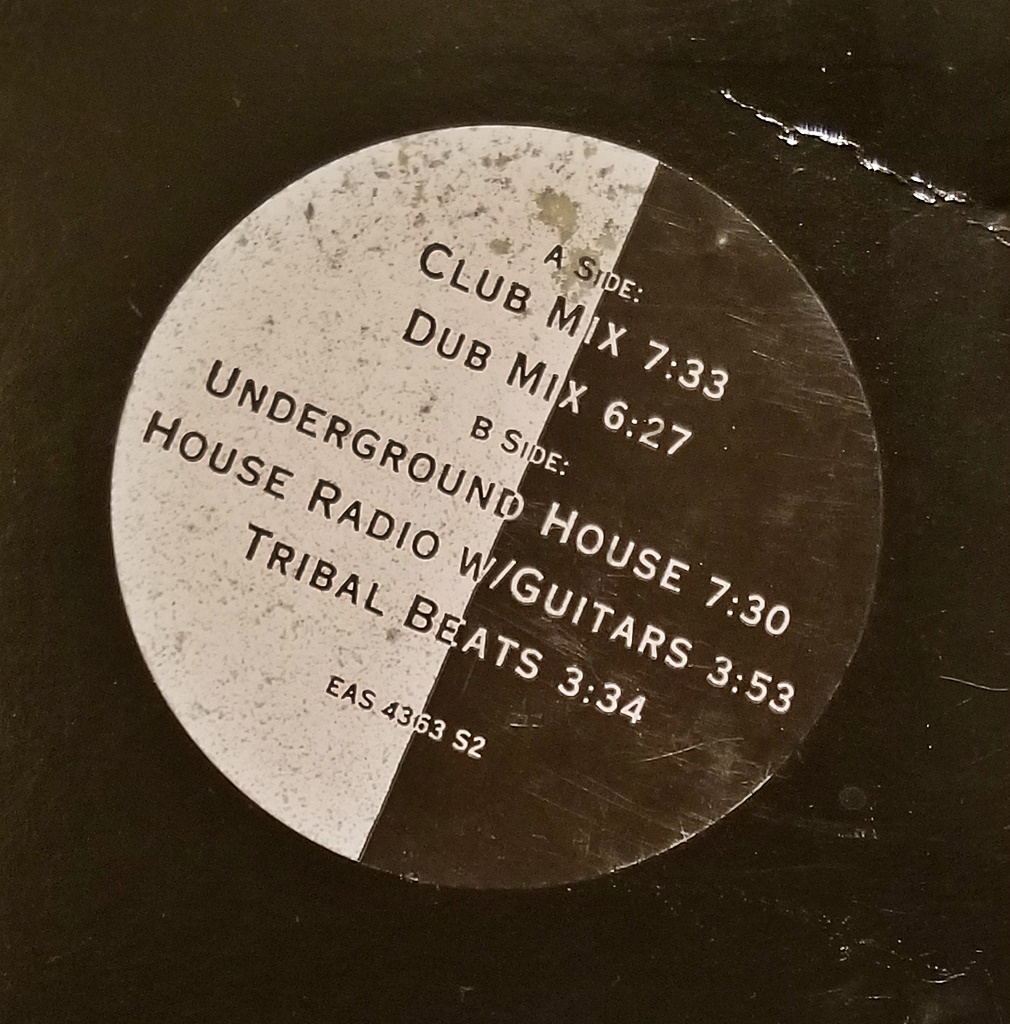 A SIDE:
CLUB MIX 7:33
DUB MIX 6:27
B SIDE:
UNDERGROUND HOUSE 7:30
HOUSE RADIO W/GUITARS 3:53
TRIBAL BEATS 3:34
EAS 4363 S2